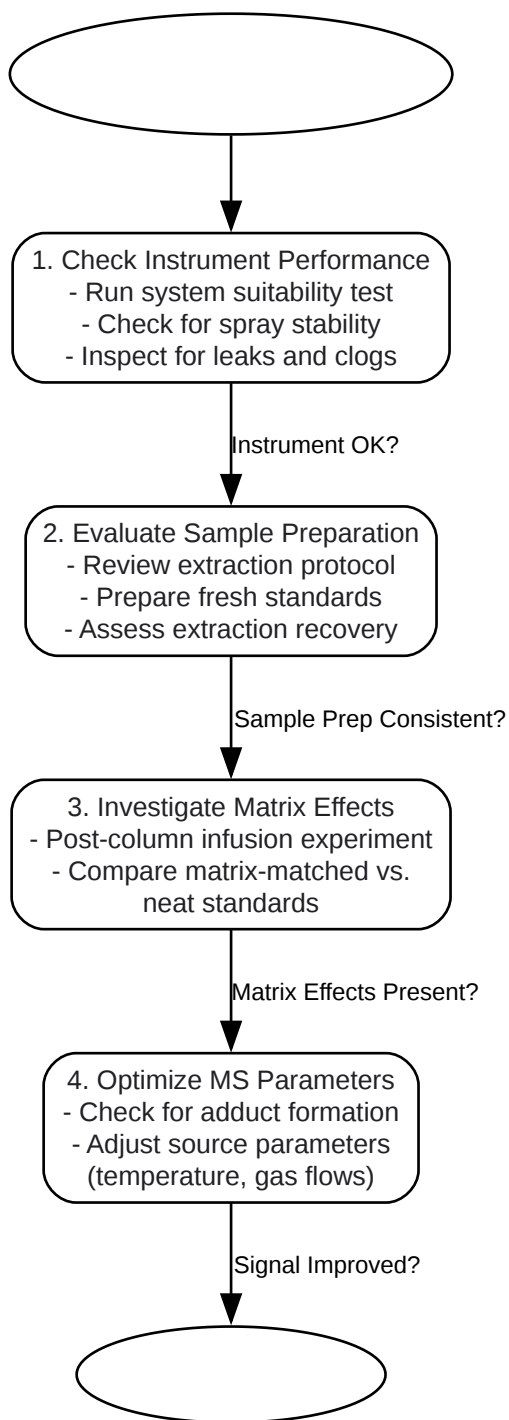 1. Check Instrument Performance
- Run system suitability test
- Check for spray stability
- Inspect for leaks and clogs
Instrument OK?
2. Evaluate Sample Preparation
- Review extraction protocol
- Prepare fresh standards
- Assess extraction recovery
Sample Prep Consistent?
3. Investigate Matrix Effects
- Post-column infusion experiment
- Compare matrix-matched vs.
neat standards
Matrix Effects Present?
4. Optimize MS Parameters
- Check for adduct formation
- Adjust source parameters
(temperature, gas flows)
Signal Improved?